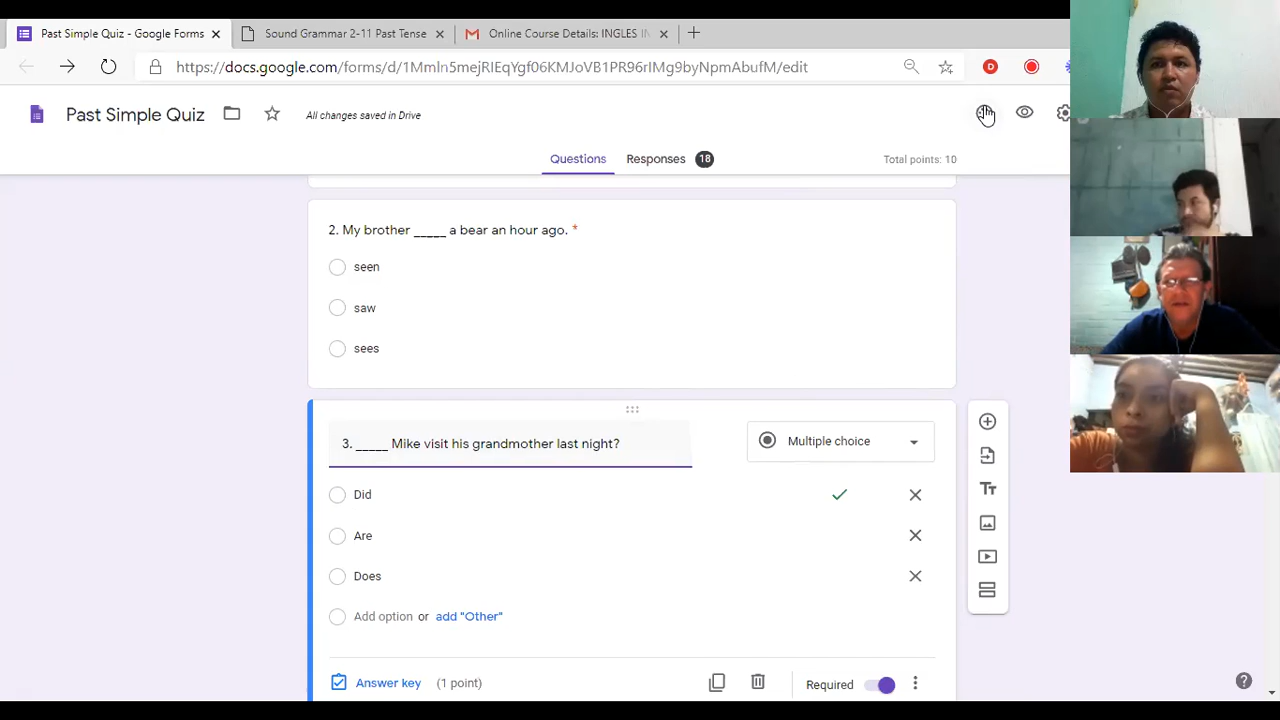 Past Simple Quiz - Google Forms
Sound Grammar 2-11 Past Tense
Online Course Details: INGLES IN
https://docs.google.com/forms/d/1MmIn5mejRIEqYgf06KMJoVB1PR96rIMg9byNpmAbufM/edit
D
Past Simple Quiz
All changes saved in Drive
Questions
Responses 18
Total points: 10
2. My brother _____ a bear an hour ago. *
seen
saw
sees
3. _____ Mike visit his grandmother last night?
Multiple choice
Did
Are
Does
Add option or add "Other"
Answer key (1 point)
Required